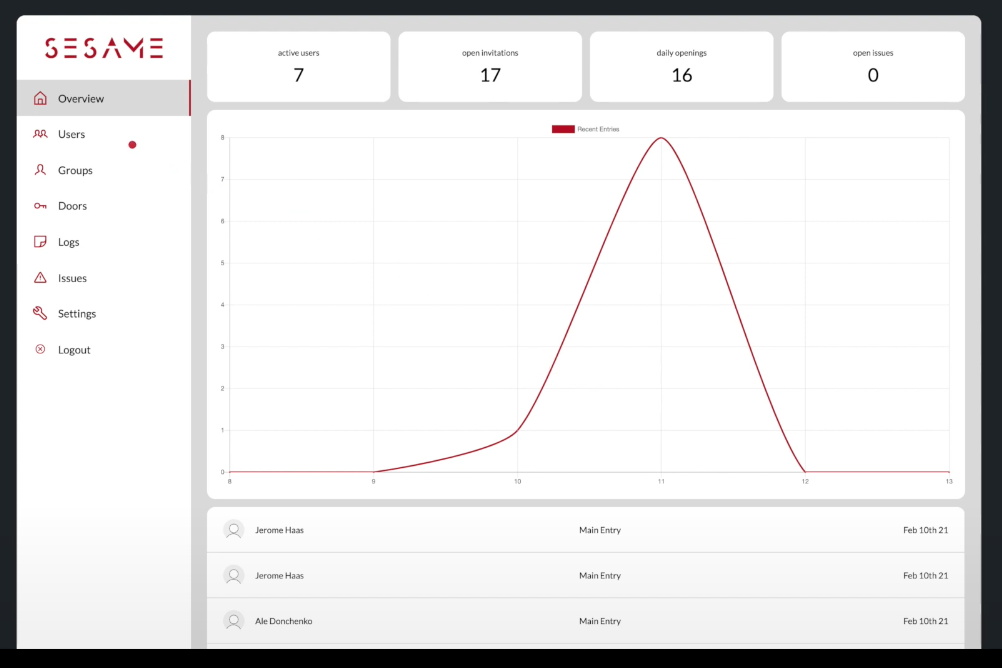 SESAME
Overview
Users
Groups
Doors
Logs
Issues
Settings
Logout
active users
7
open invitations
17
daily openings
16
open issues
0
Recent Entries
8
7
6
5
4
3
2
1
0
8 9 10 11 12 13
Jerome Haas Main Entry Feb 10th 21
Jerome Haas Main Entry Feb 10th 21
Ale Donchenko Main Entry Feb 10th 21